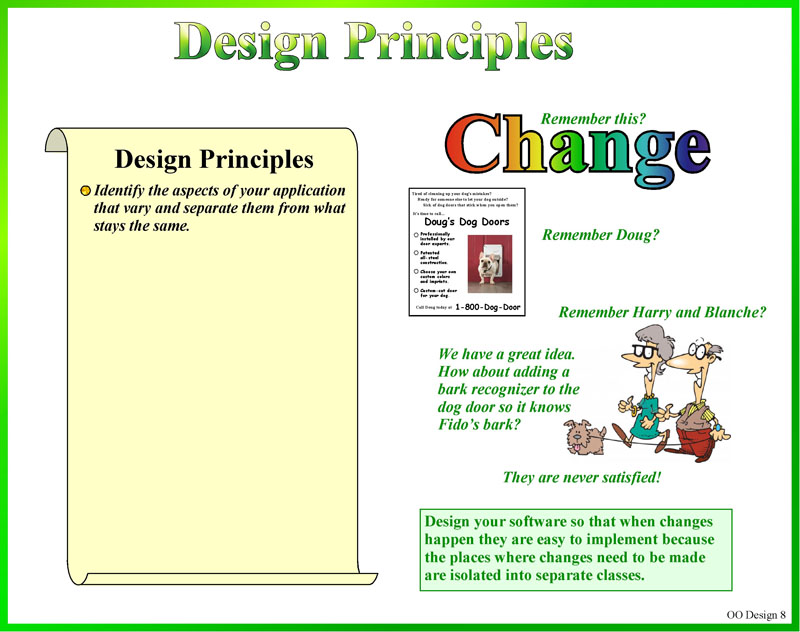 Design Principles
Design Principles
Identify the aspects of your application
that vary and separate them from what
stays the same.
Remember this?
Change
Tired of cleaning up your dog's mistakes?
Ready for someone else to let your dog outside?
Sick of dog doors that stick when you open them?
It's time to call...
Doug's Dog Doors
Professionally
installed by our
door experts.
Patented
all-steel
construction.
Choose your own
custom colors
and imprints.
Custom-cut door
for your dog.
Call Doug today at 1-800-Dog-Door
Remember Doug?
Remember Harry and Blanche?
We have a great idea.
How about adding a
bark recognizer to the
dog door so it knows
Fido's bark?
They are never satisfied!
Design your software so that when changes
happen they are easy to implement because
the places where changes need to be made
are isolated into separate classes.
OO Design 8